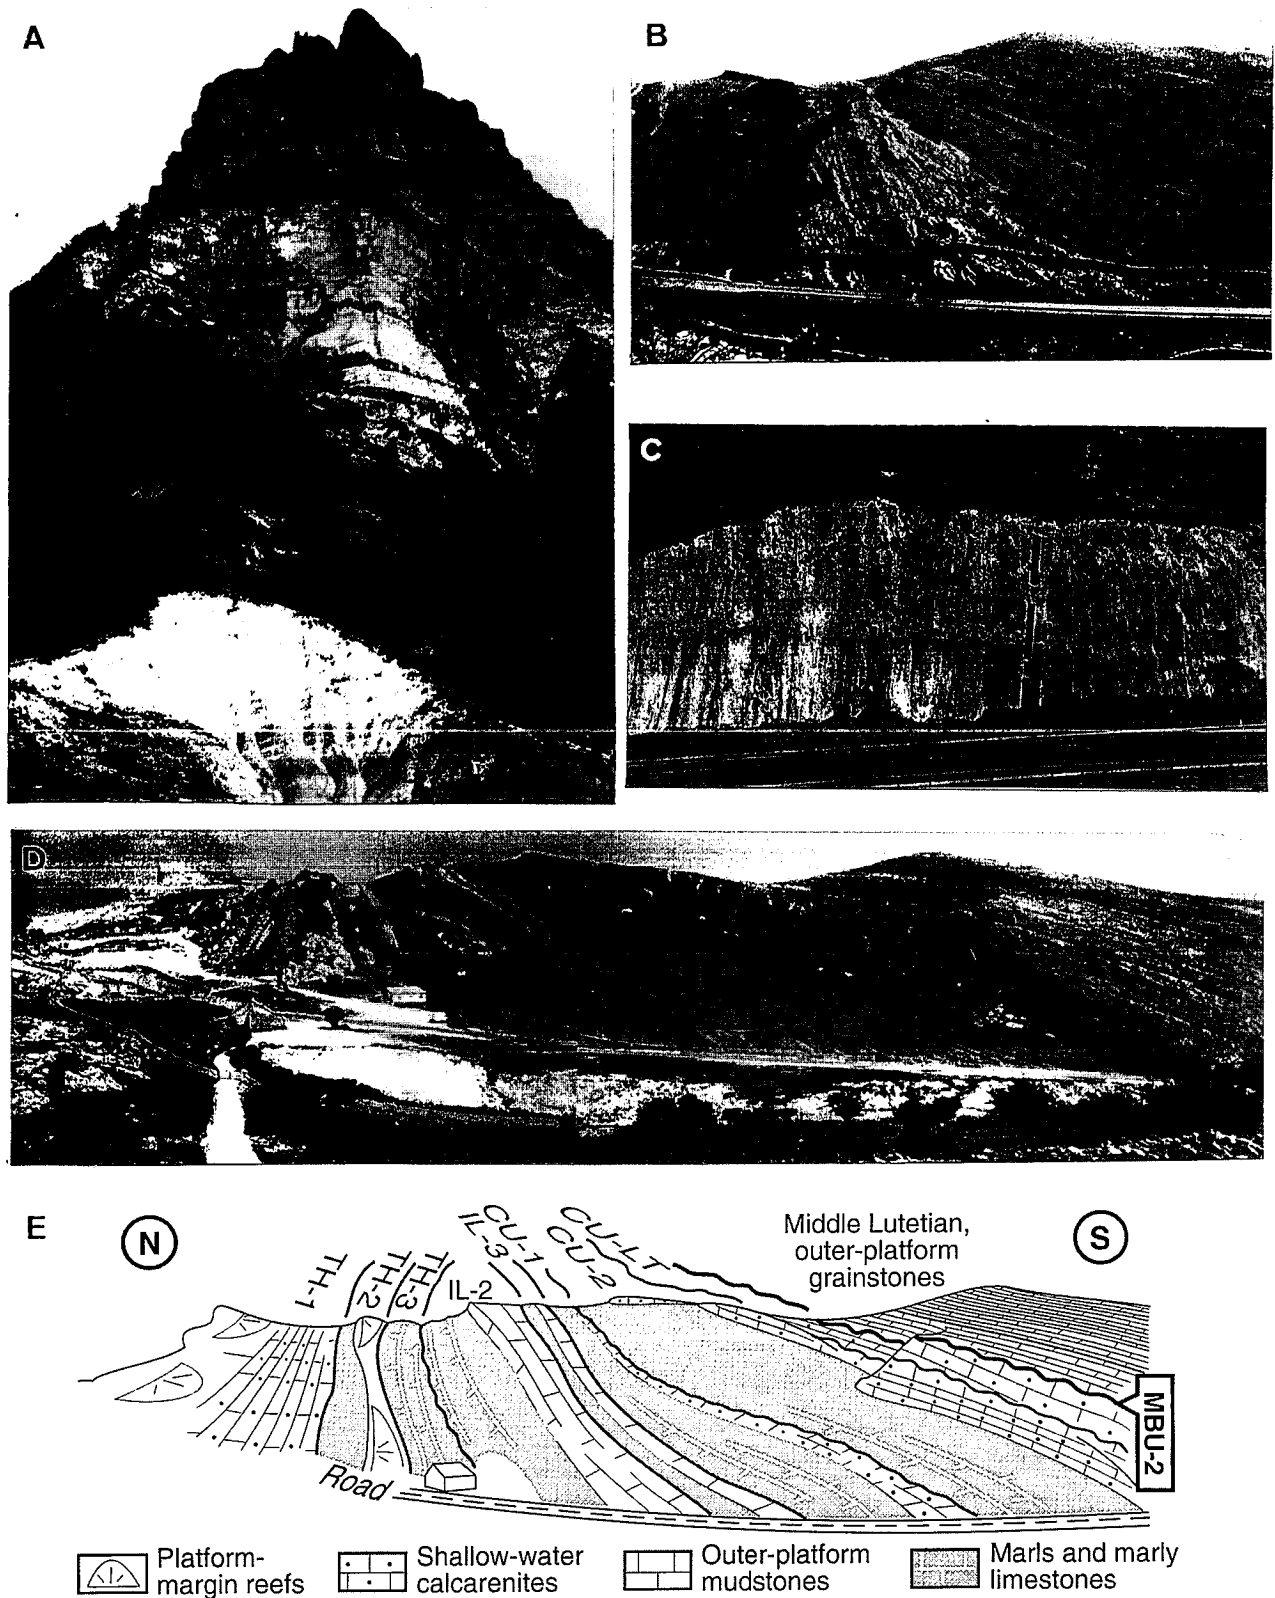 A
B
C
D
E
N
TH-1
TH-2
TH-3
IL-2
IL-3
CU-1
CU-2
CU-LT
Middle Lutetian,
outer-platform
grainstones
S
MBU-2
Road
Platform-
margin reefs
Shallow-water
calcarenites
Outer-platform
mudstones
Marls and marly
limestones